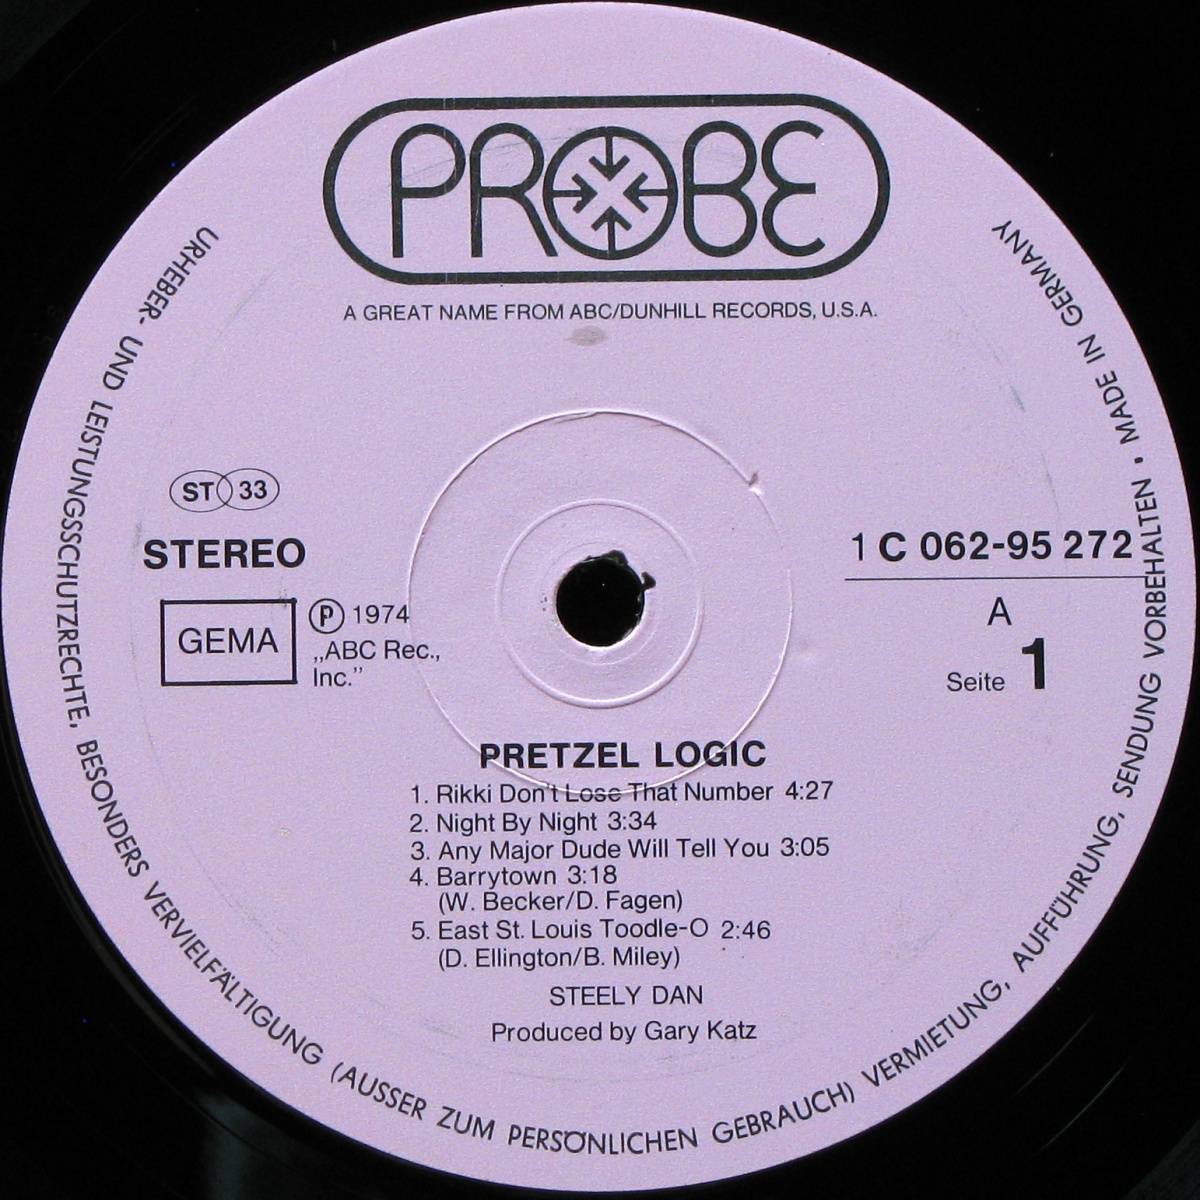 PROBE
A GREAT NAME FROM ABC/DUNHILL RECORDS, U.S.A.
ST 33
STEREO
GEMA
Ⓟ 1974
„ABC Rec.,
Inc.”
1 C 062-95 272
A
Seite 1
PRETZEL LOGIC
1. Rikki Don't Lose That Number 4:27
2. Night By Night 3:34
3. Any Major Dude Will Tell You 3:05
4. Barrytown 3:18
(W. Becker/D. Fagen)
5. East St. Louis Toodle-O 2:46
(D. Ellington/B. Miley)
STEELY DAN
Produced by Gary Katz
URHEBER- UND LEISTUNGSSCHUTZRECHTE, BESONDERS VERVIELFÄLTIGUNG (AUSSER ZUM PERSÖNLICHEN GEBRAUCH) VERMIETUNG, AUFFÜHRUNG, SENDUNG VORBEHALTEN • MADE IN GERMANY